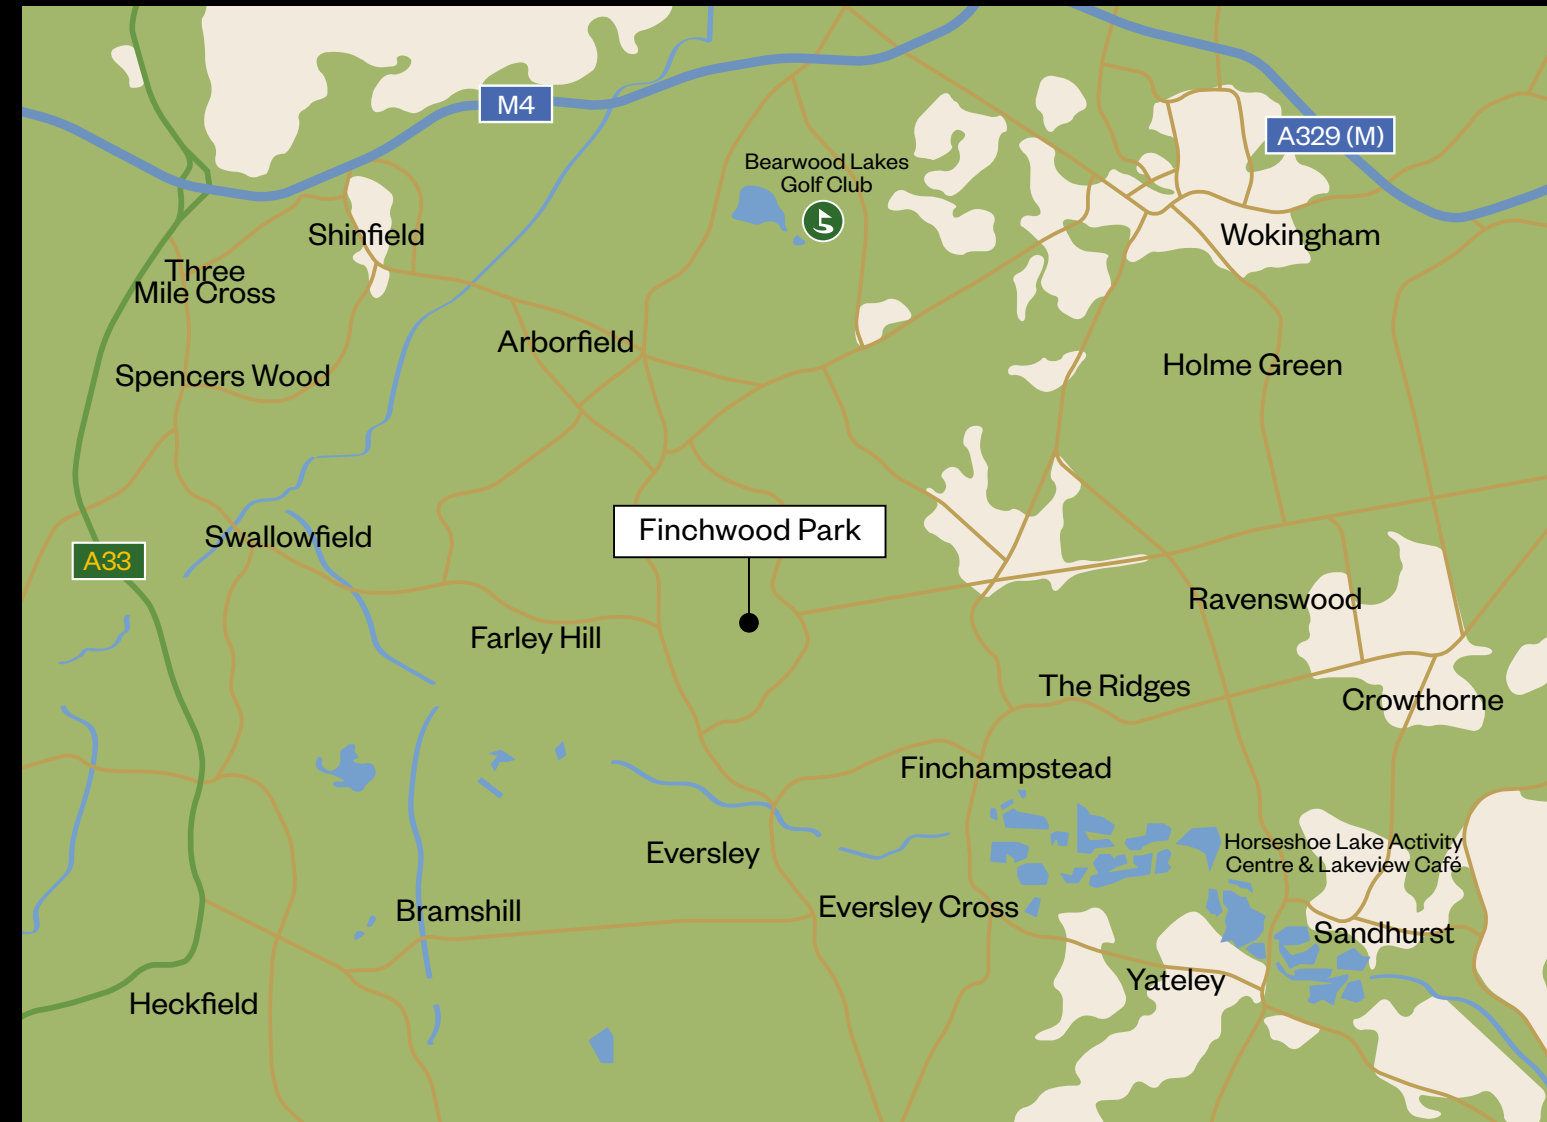 M4
A329 (M)
Bearwood Lakes
Golf Club
Shinfield
Wokingham
Three
Mile Cross
Arborfield
Holme Green
Spencers Wood
Finchwood Park
Swallowfield
A33
Ravenswood
Farley Hill
The Ridges
Crowthorne
Finchampstead
Horseshoe Lake Activity
Centre & Lakeview Café
Eversley
Eversley Cross
Bramshill
Sandhurst
Yateley
Heckfield